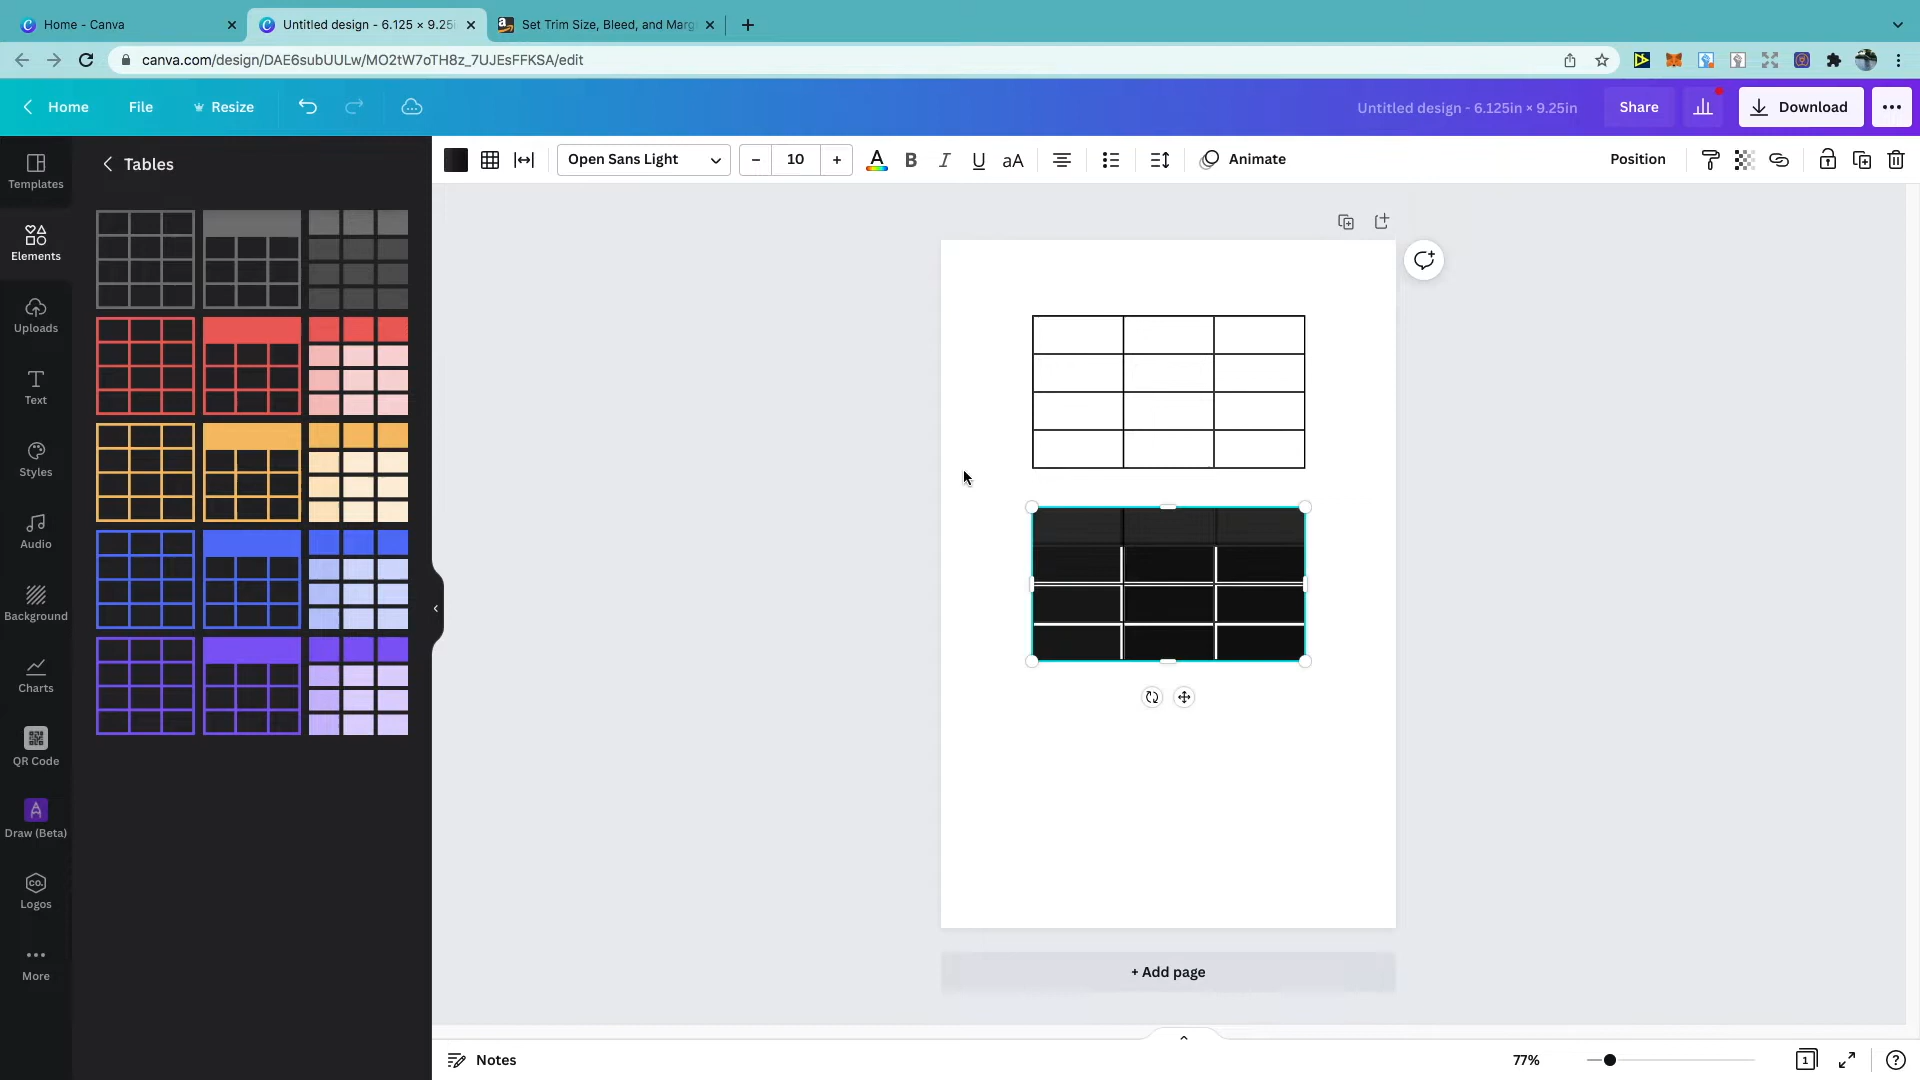 Home - Canva
Untitled design - 6.125 × 9.25
Set Trim Size, Bleed, and Marg
canva.com/design/DAE6subUULw/MO2tW7oTH8z_7UJEsFFKSA/edit
Home
File
Resize
Untitled design - 6.125in × 9.25in
Share
Download
Templates
Elements
Uploads
Text
Styles
Audio
Background
Charts
QR Code
Draw (Beta)
CO.
Logos
More
Tables
Open Sans Light
10
A
B
I
U
aA
Animate
Position
+ Add page
Notes
77%
1
?